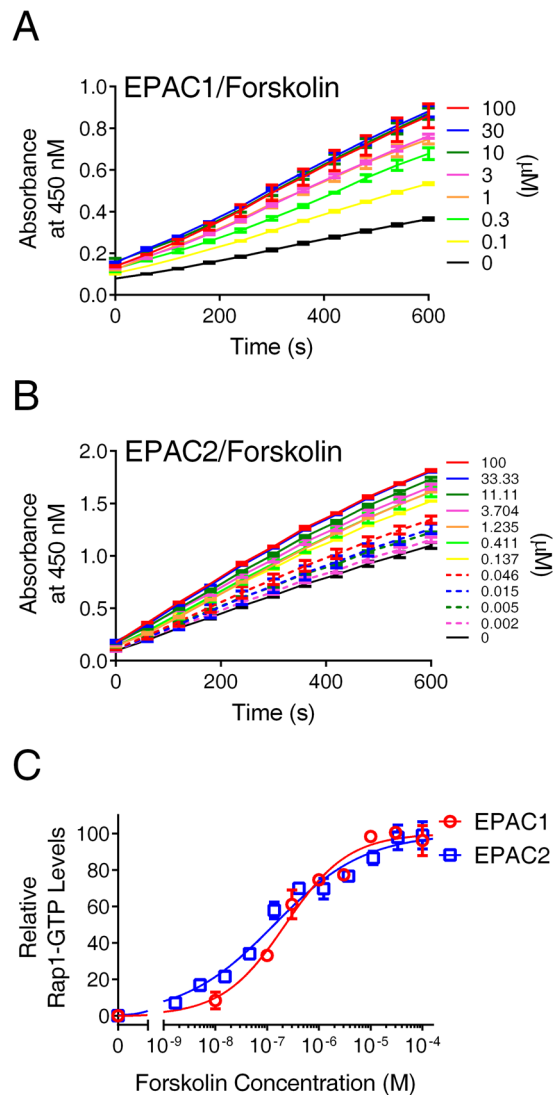 A
EPAC1/Forskolin
Absorbance
at 450 nM
1.0
0.8
0.6
0.4
0.2
0.0
0
200
400
600
Time (s)
100
30
10
3
1
0.3
0.1
0
(µM)
B
EPAC2/Forskolin
Absorbance
at 450 nM
2.0
1.5
1.0
0.5
0.0
0
200
400
600
Time (s)
100
33.33
11.11
3.704
1.235
0.411
0.137
0.046
0.015
0.005
0.002
0
(µM)
C
Relative
Rap1-GTP Levels
100
80
60
40
20
0
0
10⁻⁹
10⁻⁸
10⁻⁷
10⁻⁶
10⁻⁵
10⁻⁴
Forskolin Concentration (M)
EPAC1
EPAC2